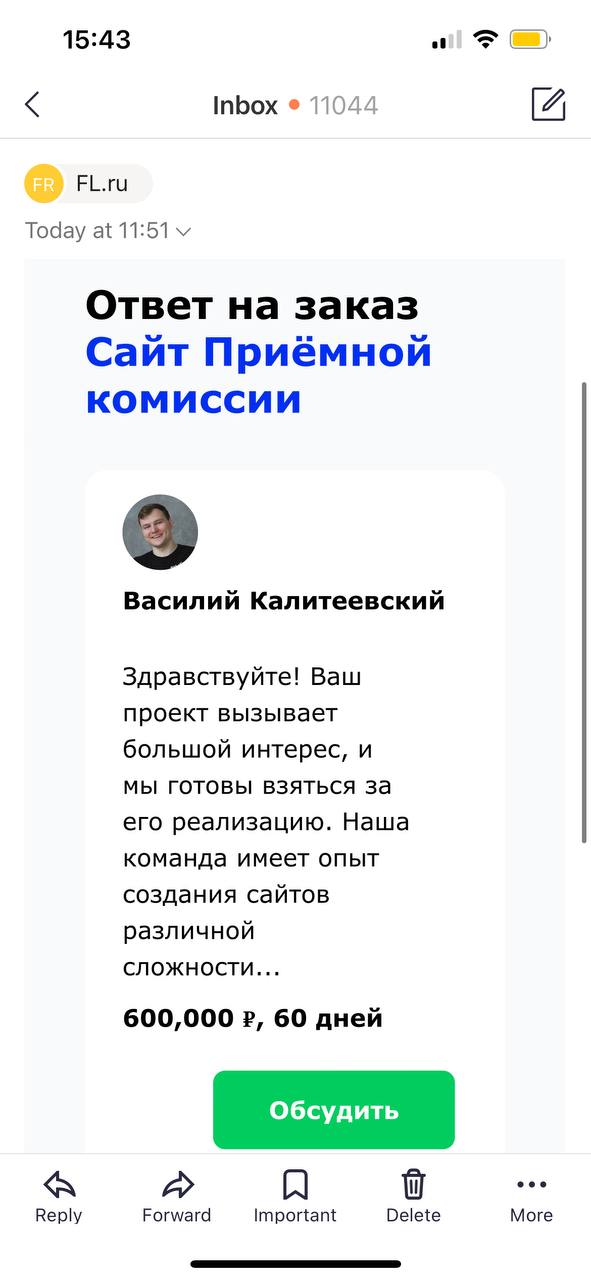 15:43
Inbox • 11044
FR FL.ru
Today at 11:51
Ответ на заказ
Сайт Приёмной
комиссии
Василий Калитеевский
Здравствуйте! Ваш
проект вызывает
большой интерес, и
мы готовы взяться за
его реализацию. Наша
команда имеет опыт
создания сайтов
различной
сложности...
600,000 ₽, 60 дней
Обсудить
Reply Forward Important Delete More